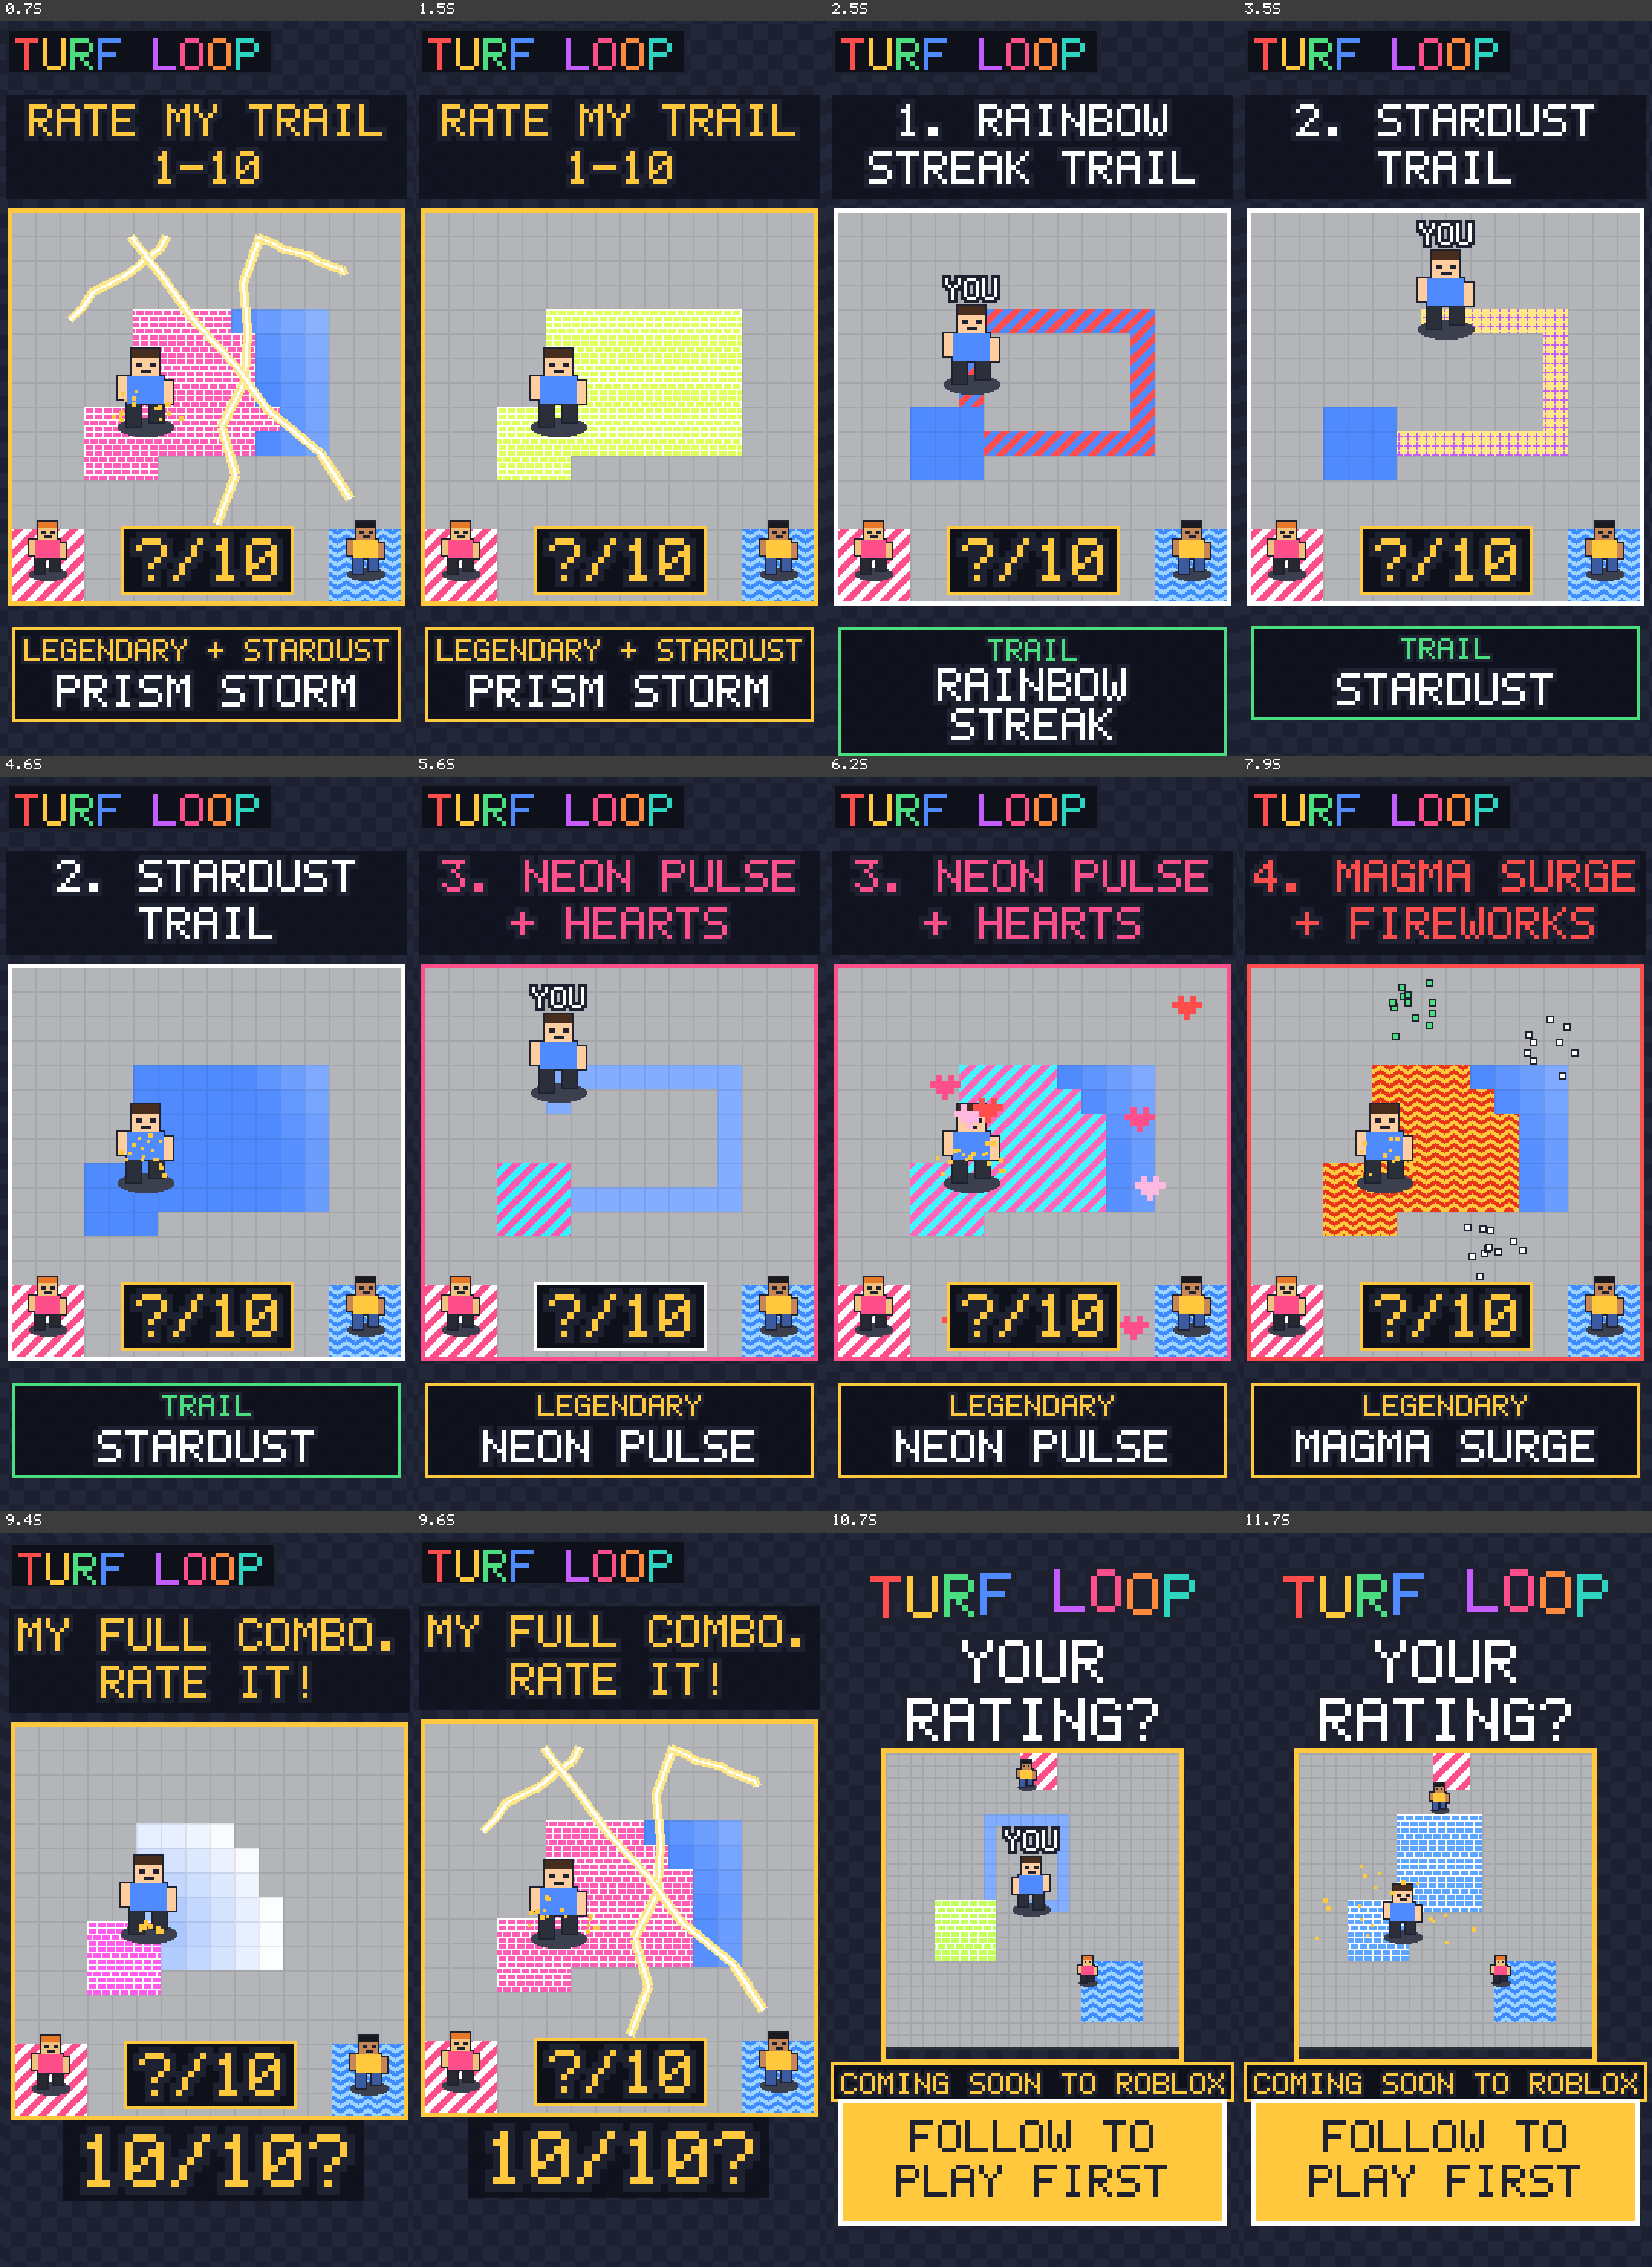 0.7S
TURF LOOP
RATE MY TRAIL
1-10
?/10
LEGENDARY + STARDUST
PRISM STORM
1.5S
TURF LOOP
RATE MY TRAIL
1-10
?/10
LEGENDARY + STARDUST
PRISM STORM
2.5S
TURF LOOP
1. RAINBOW
STREAK TRAIL
YOU
?/10
TRAIL
RAINBOW
STREAK
3.5S
TURF LOOP
2. STARDUST
TRAIL
YOU
?/10
TRAIL
STARDUST
4.6S
TURF LOOP
2. STARDUST
TRAIL
?/10
TRAIL
STARDUST
5.6S
TURF LOOP
3. NEON PULSE
+ HEARTS
YOU
?/10
LEGENDARY
NEON PULSE
6.2S
TURF LOOP
3. NEON PULSE
+ HEARTS
?/10
LEGENDARY
NEON PULSE
7.9S
TURF LOOP
4. MAGMA SURGE
+ FIREWORKS
?/10
LEGENDARY
MAGMA SURGE
9.4S
TURF LOOP
MY FULL COMBO.
RATE IT!
?/10
10/10?
9.6S
TURF LOOP
MY FULL COMBO.
RATE IT!
?/10
10/10?
10.7S
TURF LOOP
YOUR
RATING?
YOU
COMING SOON TO ROBLOX
FOLLOW TO
PLAY FIRST
11.7S
TURF LOOP
YOUR
RATING?
COMING SOON TO ROBLOX
FOLLOW TO
PLAY FIRST